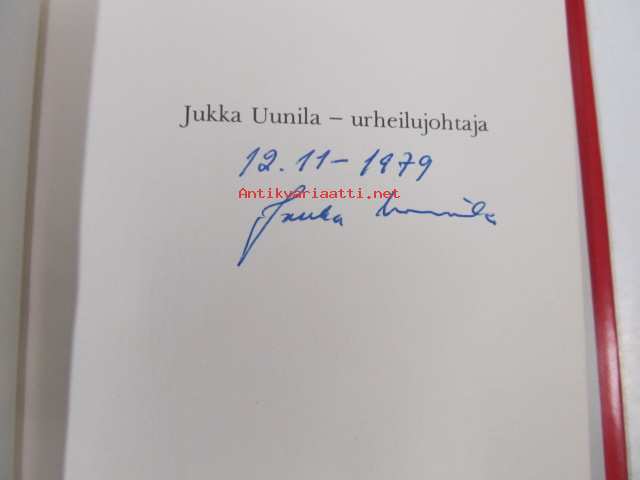 Jukka Uunila – urheilujohtaja
12.11-1979
Antikvariaatti.net
Jukka Uunila